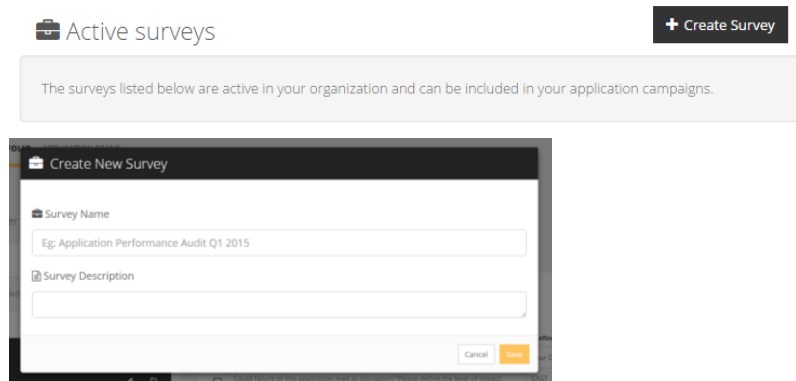 Active surveys
+ Create Survey
The surveys listed below are active in your organization and can be included in your application campaigns.
Create New Survey
Survey Name
Eg: Application Performance Audit Q1 2015
Survey Description
Cancel Save